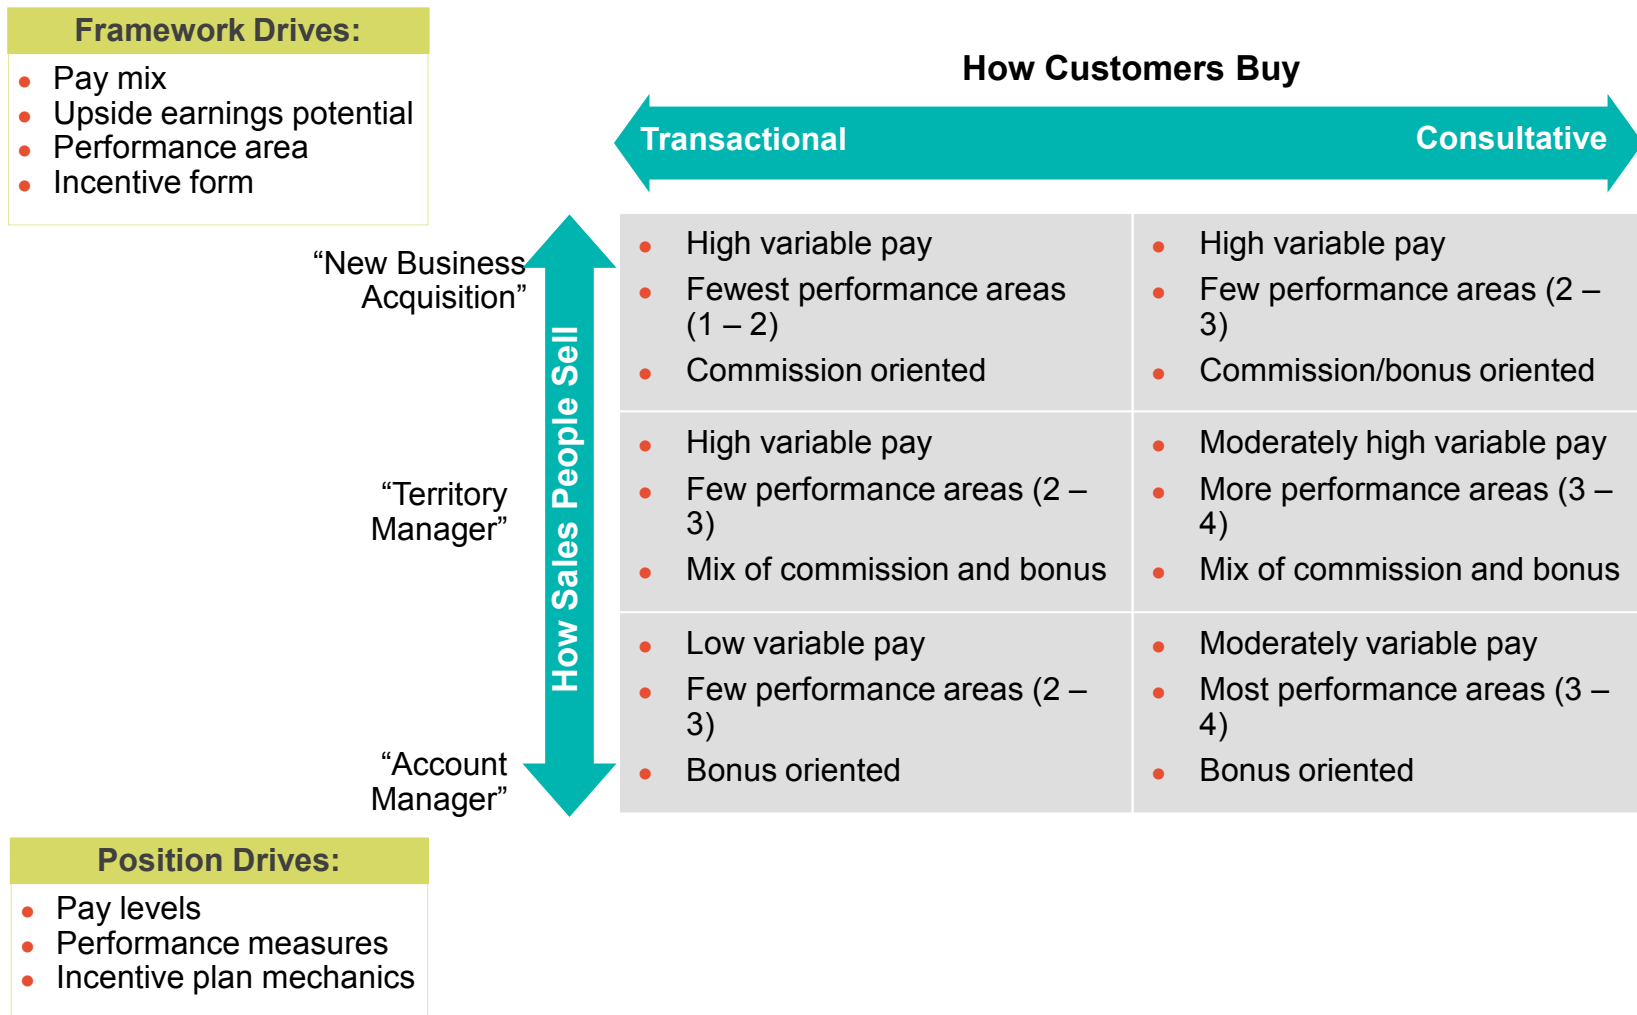 Framework Drives:
Pay mix
Upside earnings potential
Performance area
Incentive form
How Customers Buy
Transactional
Consultative
How Sales People Sell
“New Business
Acquisition”
High variable pay
Fewest performance areas
(1 – 2)
Commission oriented
High variable pay
Few performance areas (2 –
3)
Commission/bonus oriented
“Territory
Manager”
High variable pay
Few performance areas (2 –
3)
Mix of commission and bonus
Moderately high variable pay
More performance areas (3 –
4)
Mix of commission and bonus
“Account
Manager”
Low variable pay
Few performance areas (2 –
3)
Bonus oriented
Moderately variable pay
Most performance areas (3 –
4)
Bonus oriented
Position Drives:
Pay levels
Performance measures
Incentive plan mechanics